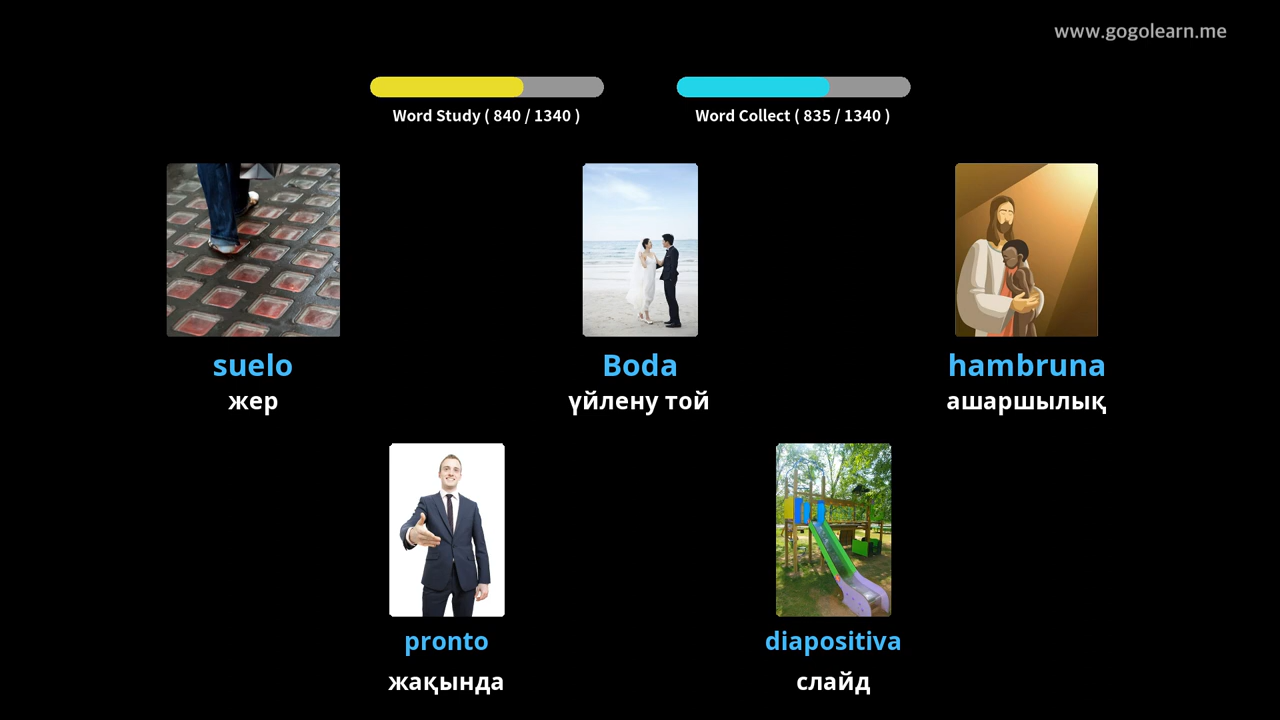 www.gogolearn.me
Word Study ( 840 / 1340 )
Word Collect ( 835 / 1340 )
suelo
жер
Boda
үйлену той
hambruna
ашаршылық
pronto
жақында
diapositiva
слайд